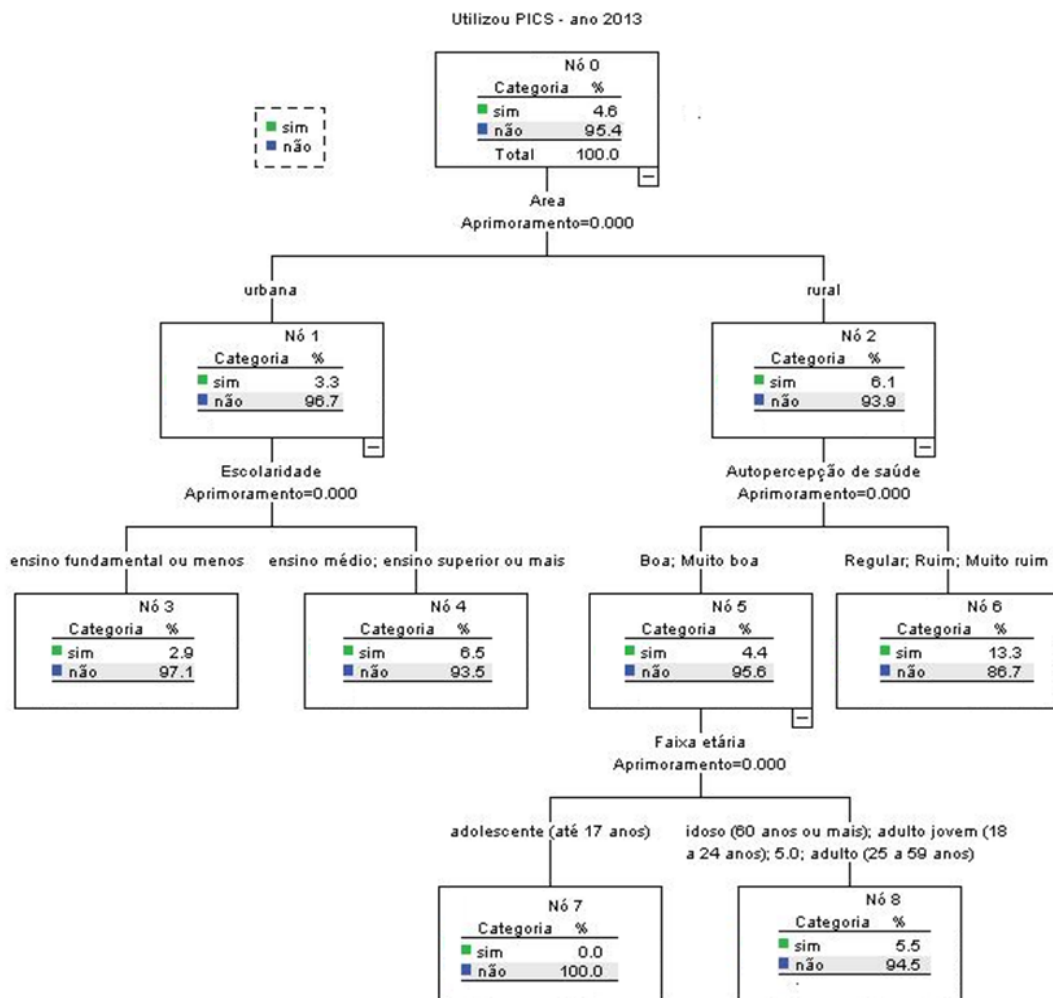 Utilizou PICS - ano 2013
Nó 0
Categoria %
sim 4.6
não 95.4
Total 100.0
sim
não
Area
Aprimoramento=0.000
urbana
rural
Nó 1
Categoria %
sim 3.3
não 96.7
Nó 2
Categoria %
sim 6.1
não 93.9
Escolaridade
Aprimoramento=0.000
Autopercepção de saúde
Aprimoramento=0.000
ensino fundamental ou menos
ensino médio; ensino superior ou mais
Boa; Muito boa
Regular; Ruim; Muito ruim
Nó 3
Categoria %
sim 2.9
não 97.1
Nó 4
Categoria %
sim 6.5
não 93.5
Nó 5
Categoria %
sim 4.4
não 95.6
Nó 6
Categoria %
sim 13.3
não 86.7
Faixa etária
Aprimoramento=0.000
adolescente (até 17 anos)
idoso (60 anos ou mais); adulto jovem (18
a 24 anos); 5.0; adulto (25 a 59 anos)
Nó 7
Categoria %
sim 0.0
não 100.0
Nó 8
Categoria %
sim 5.5
não 94.5